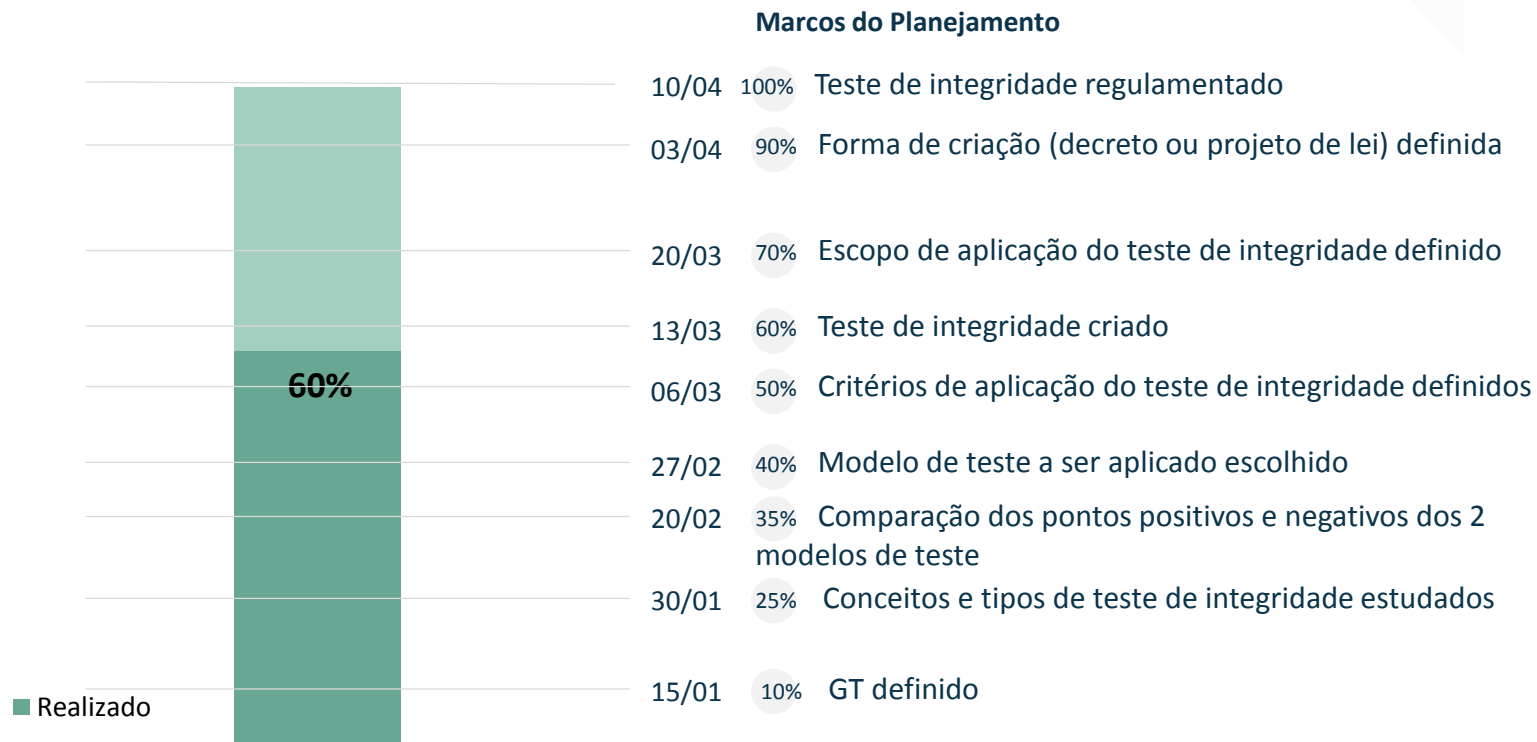 Marcos do Planejamento
10/04 100% Teste de integridade regulamentado
03/04 90% Forma de criação (decreto ou projeto de lei) definida
20/03 70% Escopo de aplicação do teste de integridade definido
13/03 60% Teste de integridade criado
60%
06/03 50% Critérios de aplicação do teste de integridade definidos
27/02 40% Modelo de teste a ser aplicado escolhido
20/02 35% Comparação dos pontos positivos e negativos dos 2
modelos de teste
30/01 25% Conceitos e tipos de teste de integridade estudados
15/01 10% GT definido
Realizado